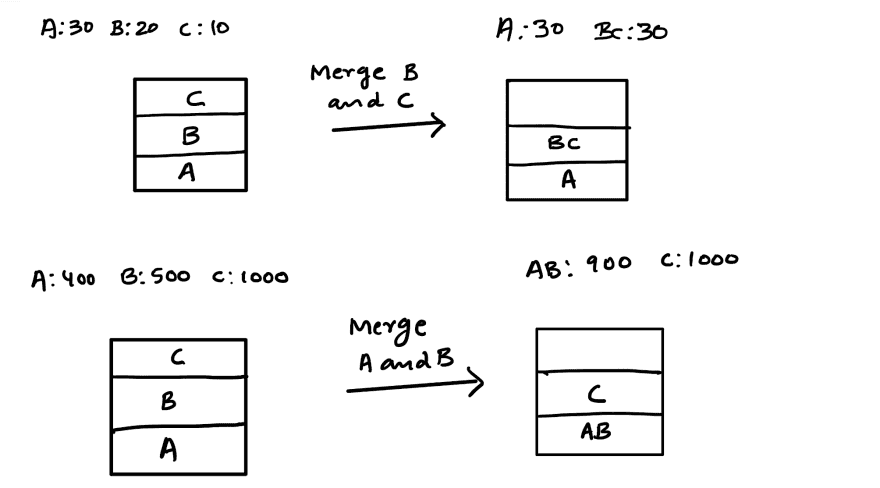 A:30 B:20 C:10
A:30 BC:30
Merge B
and C
C
B
A
BC
A
A:400 B:500 C:1000
AB: 900 C:1000
Merge
A and B
C
B
A
C
AB